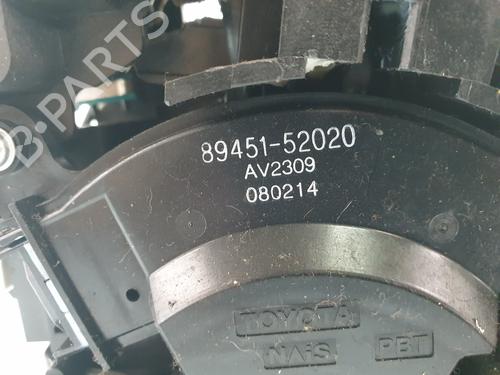 B-PARTS
89451-52020
AV2309
080214
TOYOTA
NAiS
PBT